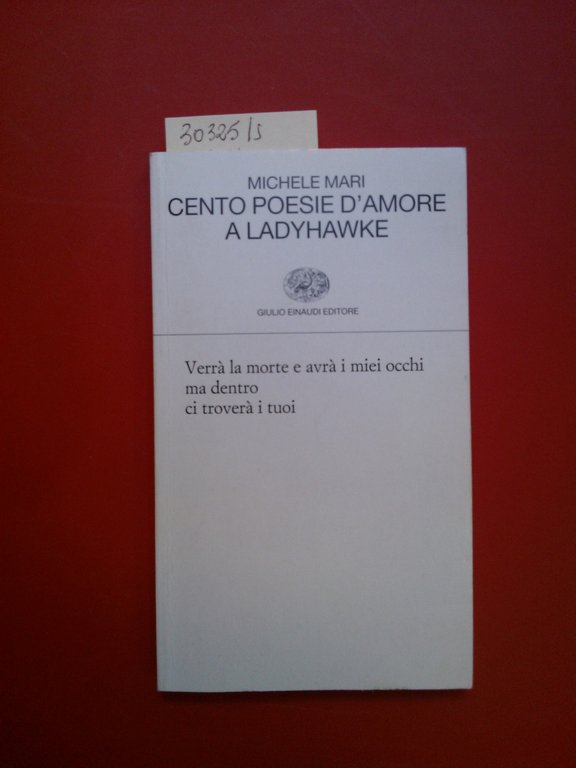 30325/s
MICHELE MARI
CENTO POESIE D'AMORE
A LADYHAWKE
GIULIO EINAUDI EDITORE
Verrà la morte e avrà i miei occhi
ma dentro
ci troverà i tuoi